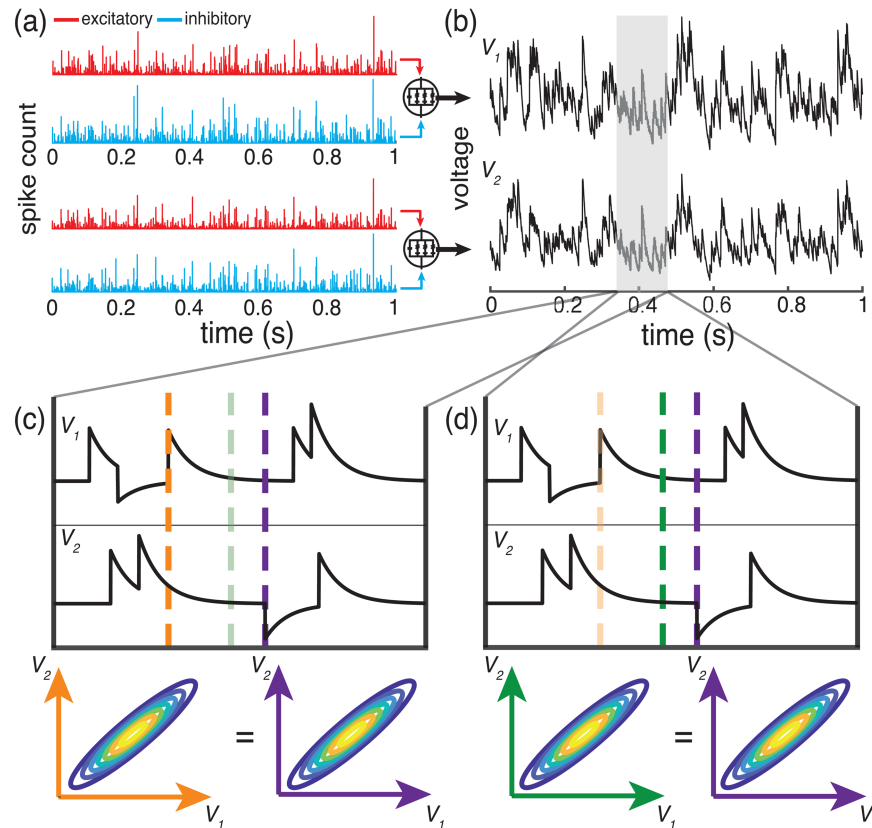 (a)
excitatory
inhibitory
spike count
0 0.2 0.4 0.6 0.8 1
0 0.2 0.4 0.6 0.8 1
time (s)
(b)
V1
V2
voltage
0 0.2 0.4 0.6 0.8 1
time (s)
(c)
V1
V2
(d)
V1
V2
V2
V1
=
V2
V1
V2
V1
=
V2
V